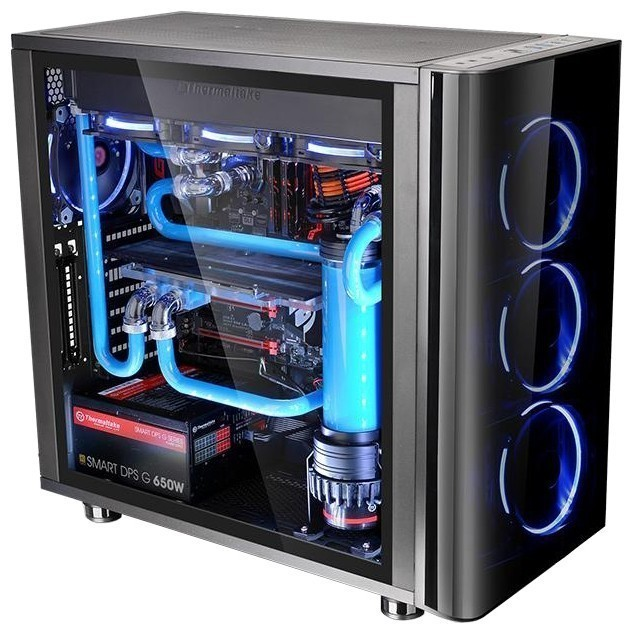 Thermaltake
Thermaltake
SMART DPS G SERIES
SMART DPS G 650W